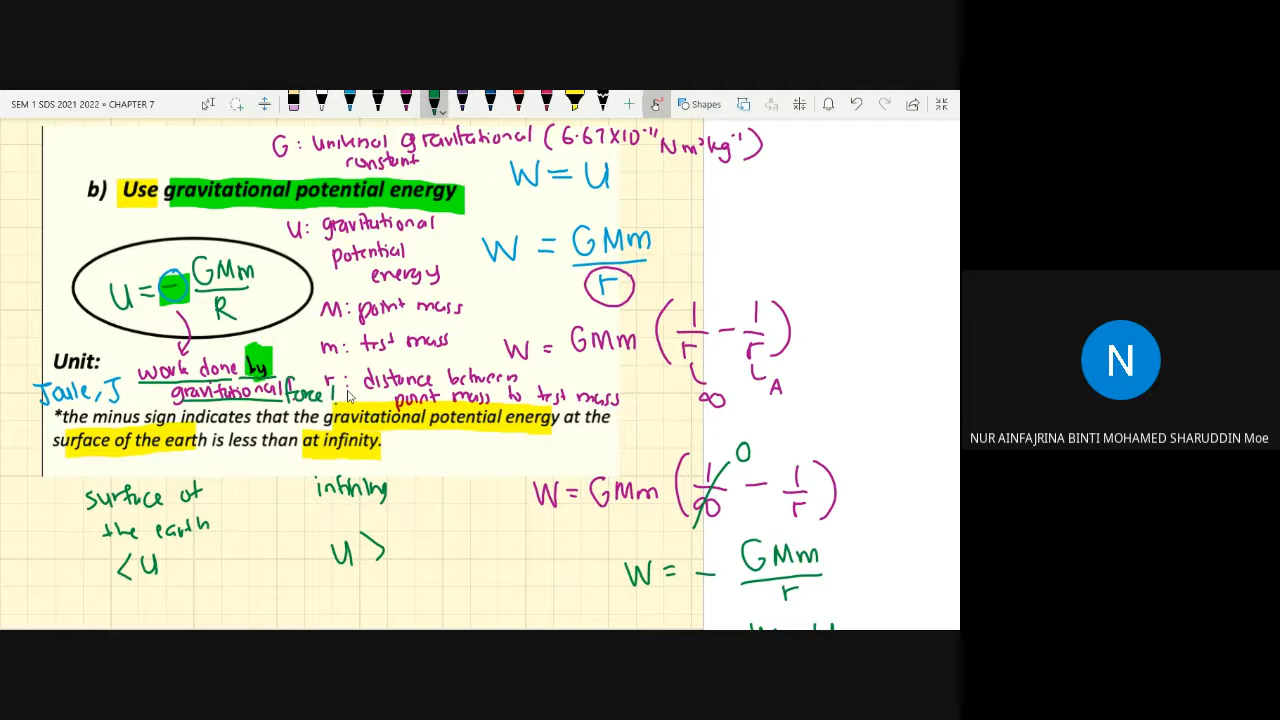 SEM 1 SDS 2021 2022 » CHAPTER 7
Shapes
G : universal gravitational (6.67 X 10⁻¹¹ Nm²kg⁻¹)
constant
b) Use gravitational potential energy
W = U
U: gravitational
potential
energy
W = GMm / r
U = - GMm / R
M: point mass
m: test mass
W = GMm ( 1/r - 1/r )
∞ A
Unit:
Joule, J
work done by
gravitational force!
r : distance between
point mass to test mass
*the minus sign indicates that the gravitational potential energy at the
surface of the earth is less than at infinity.
surface of
the earth
< U
U >
W = GMm ( 1/∞ - 1/r )
0
W = - GMm / r
N
NUR AINFAJRINA BINTI MOHAMED SHARUDDIN Moe